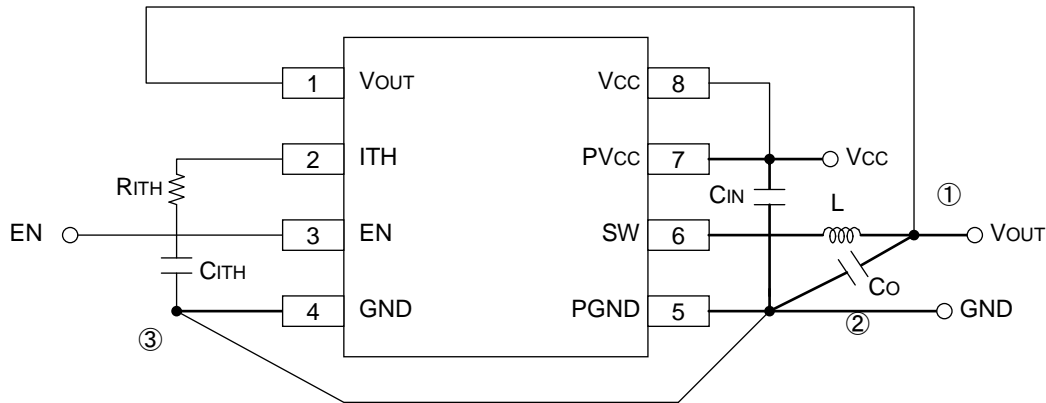 1 VOUT VCC 8
2 ITH PVCC 7 VCC
RITH CIN L ①
EN 3 EN SW 6 VOUT
CITH CO
4 GND PGND 5 ② GND
③